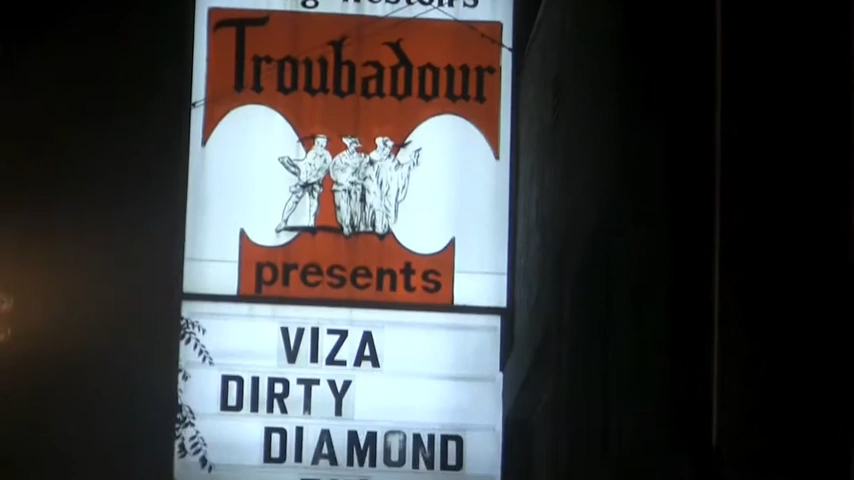 Troubadour
presents
VIZA
DIRTY
DIAMOND